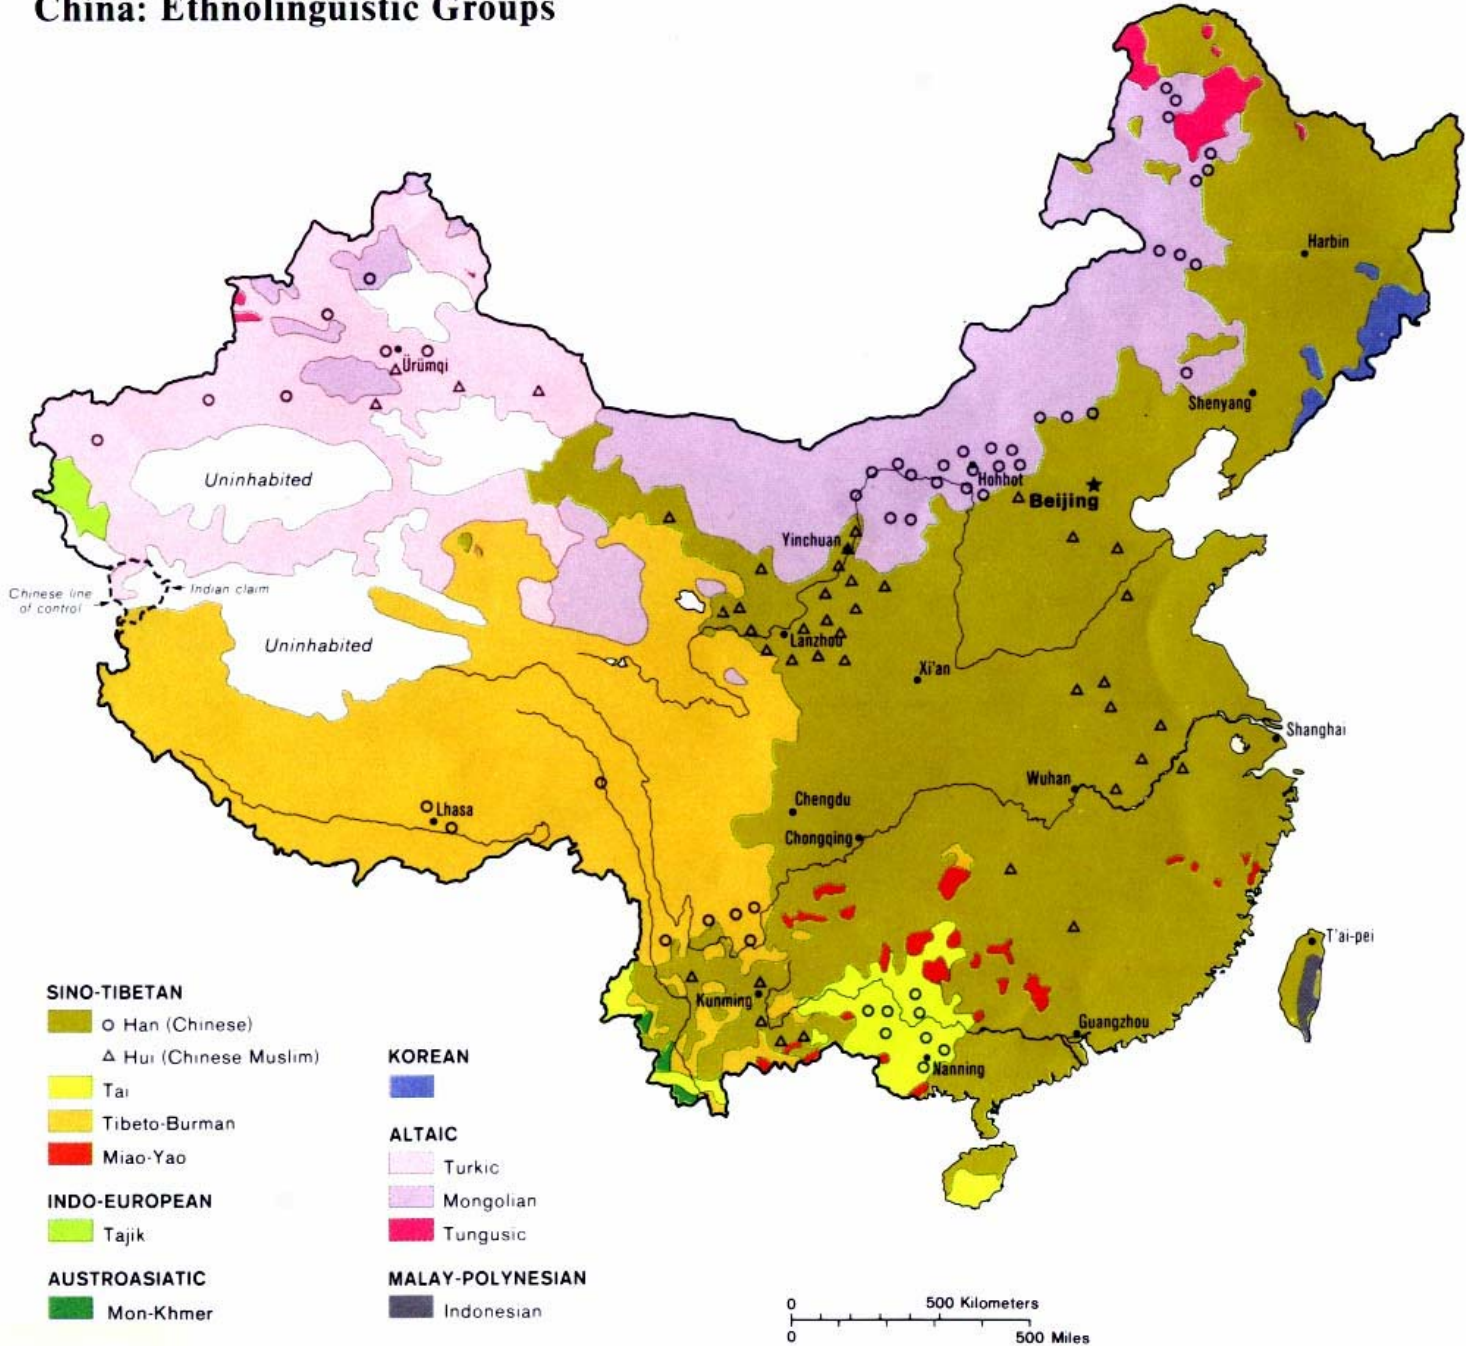 China: Ethnolinguistic Groups
Harbin
Ürümqi
Shenyang
Uninhabited
Hohhot
Beijing
Yinchuan
Chinese line
of control
Indian claim
Uninhabited
Lanzhou
Xi'an
Shanghai
Wuhan
Chengdu
Lhasa
Chongqing
T'ai-pei
Kunming
Guangzhou
Nanning
SINO-TIBETAN
Han (Chinese)
Hui (Chinese Muslim)
Tai
Tibeto-Burman
Miao-Yao
INDO-EUROPEAN
Tajik
AUSTROASIATIC
Mon-Khmer
KOREAN
ALTAIC
Turkic
Mongolian
Tungusic
MALAY-POLYNESIAN
Indonesian
0 500 Kilometers
0 500 Miles